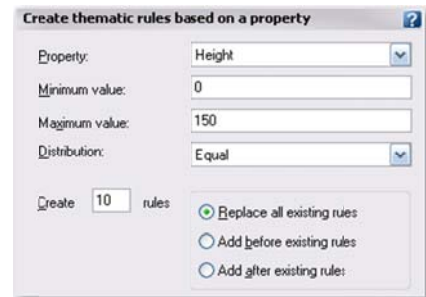 Create thematic rules based on a property ?
Property: Height
Minimum value: 0
Maximum value: 150
Distribution: Equal
Create 10 rules
Replace all existing rules
Add before existing rules
Add after existing rules